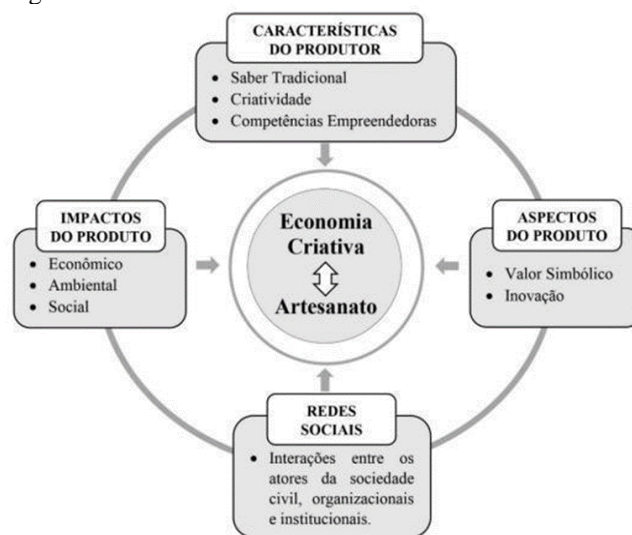 CARACTERÍSTICAS
DO PRODUTOR
• Saber Tradicional
• Criatividade
• Competências Empreendedoras
IMPACTOS
DO PRODUTO
• Econômico
• Ambiental
• Social
Economia
Criativa
Artesanato
ASPECTOS
DO PRODUTO
• Valor Simbólico
• Inovação
REDES
SOCIAIS
• Interações entre os
atores da sociedade
civil, organizacionais
e institucionais.